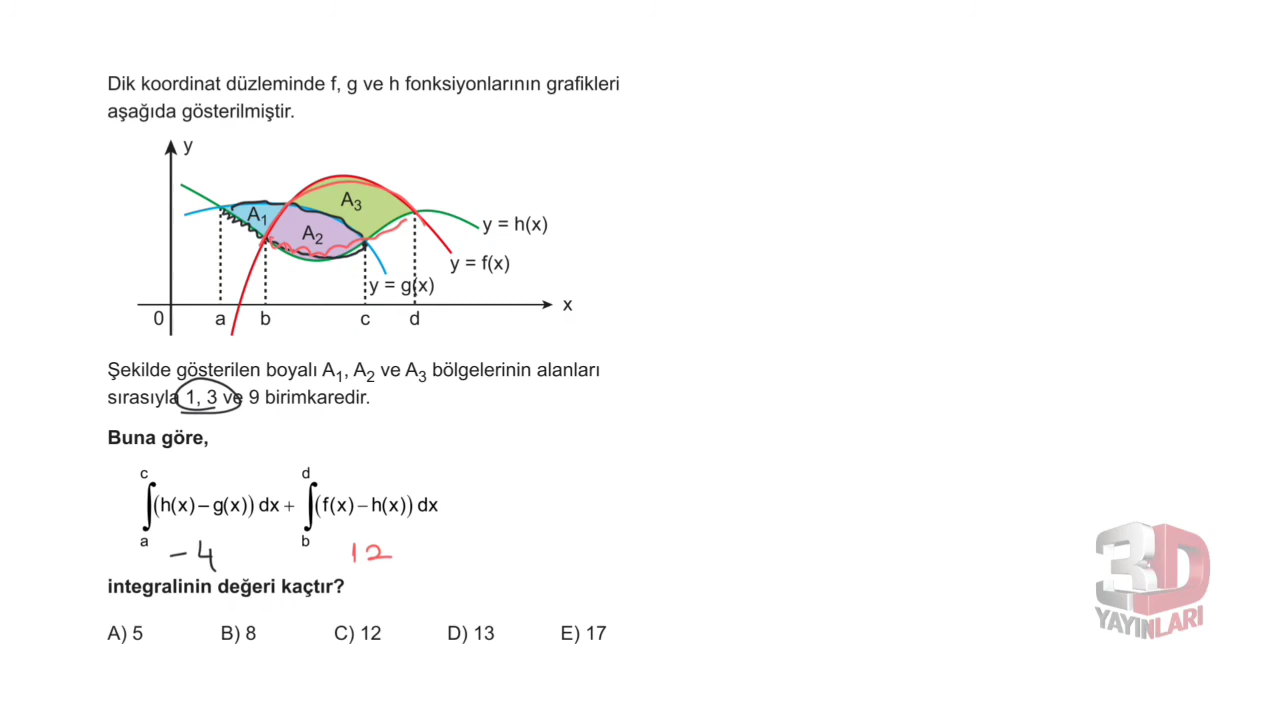 Dik koordinat düzleminde f, g ve h fonksiyonlarının grafikleri
aşağıda gösterilmiştir.
y
A1
A3
A2
y = h(x)
y = f(x)
y = g(x)
x
0 a b c d
Şekilde gösterilen boyalı A1, A2 ve A3 bölgelerinin alanları
sırasıyla 1, 3 ve 9 birimkaredir.
Buna göre,
c d
∫(h(x) – g(x)) dx + ∫(f(x) – h(x)) dx
a b
– 4 12
integralinin değeri kaçtır?
A) 5 B) 8 C) 12 D) 13 E) 17
3D
YAYINLARI